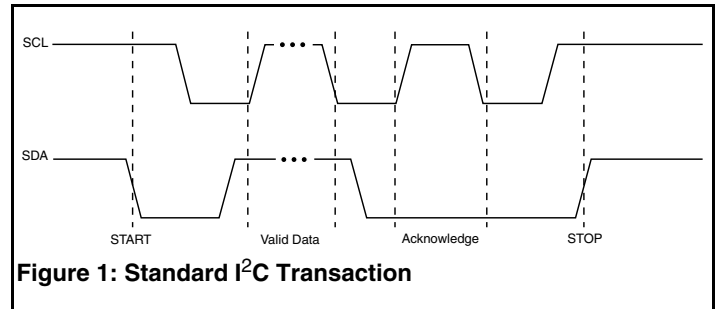 SCL
SDA
START Valid Data Acknowledge STOP
Figure 1: Standard I²C Transaction